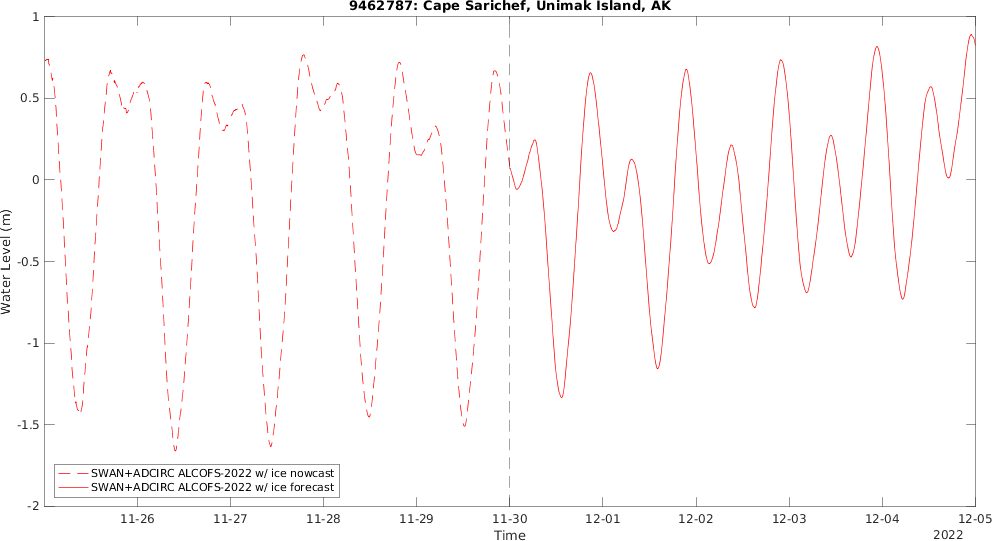 9462787: Cape Sarichef, Unimak Island, AK
1
0.5
0
-0.5
-1
-1.5
-2
Water Level (m)
SWAN+ADCIRC ALCOFS-2022 w/ ice nowcast
SWAN+ADCIRC ALCOFS-2022 w/ ice forecast
11-26 11-27 11-28 11-29 11-30 12-01 12-02 12-03 12-04 12-05
Time
2022